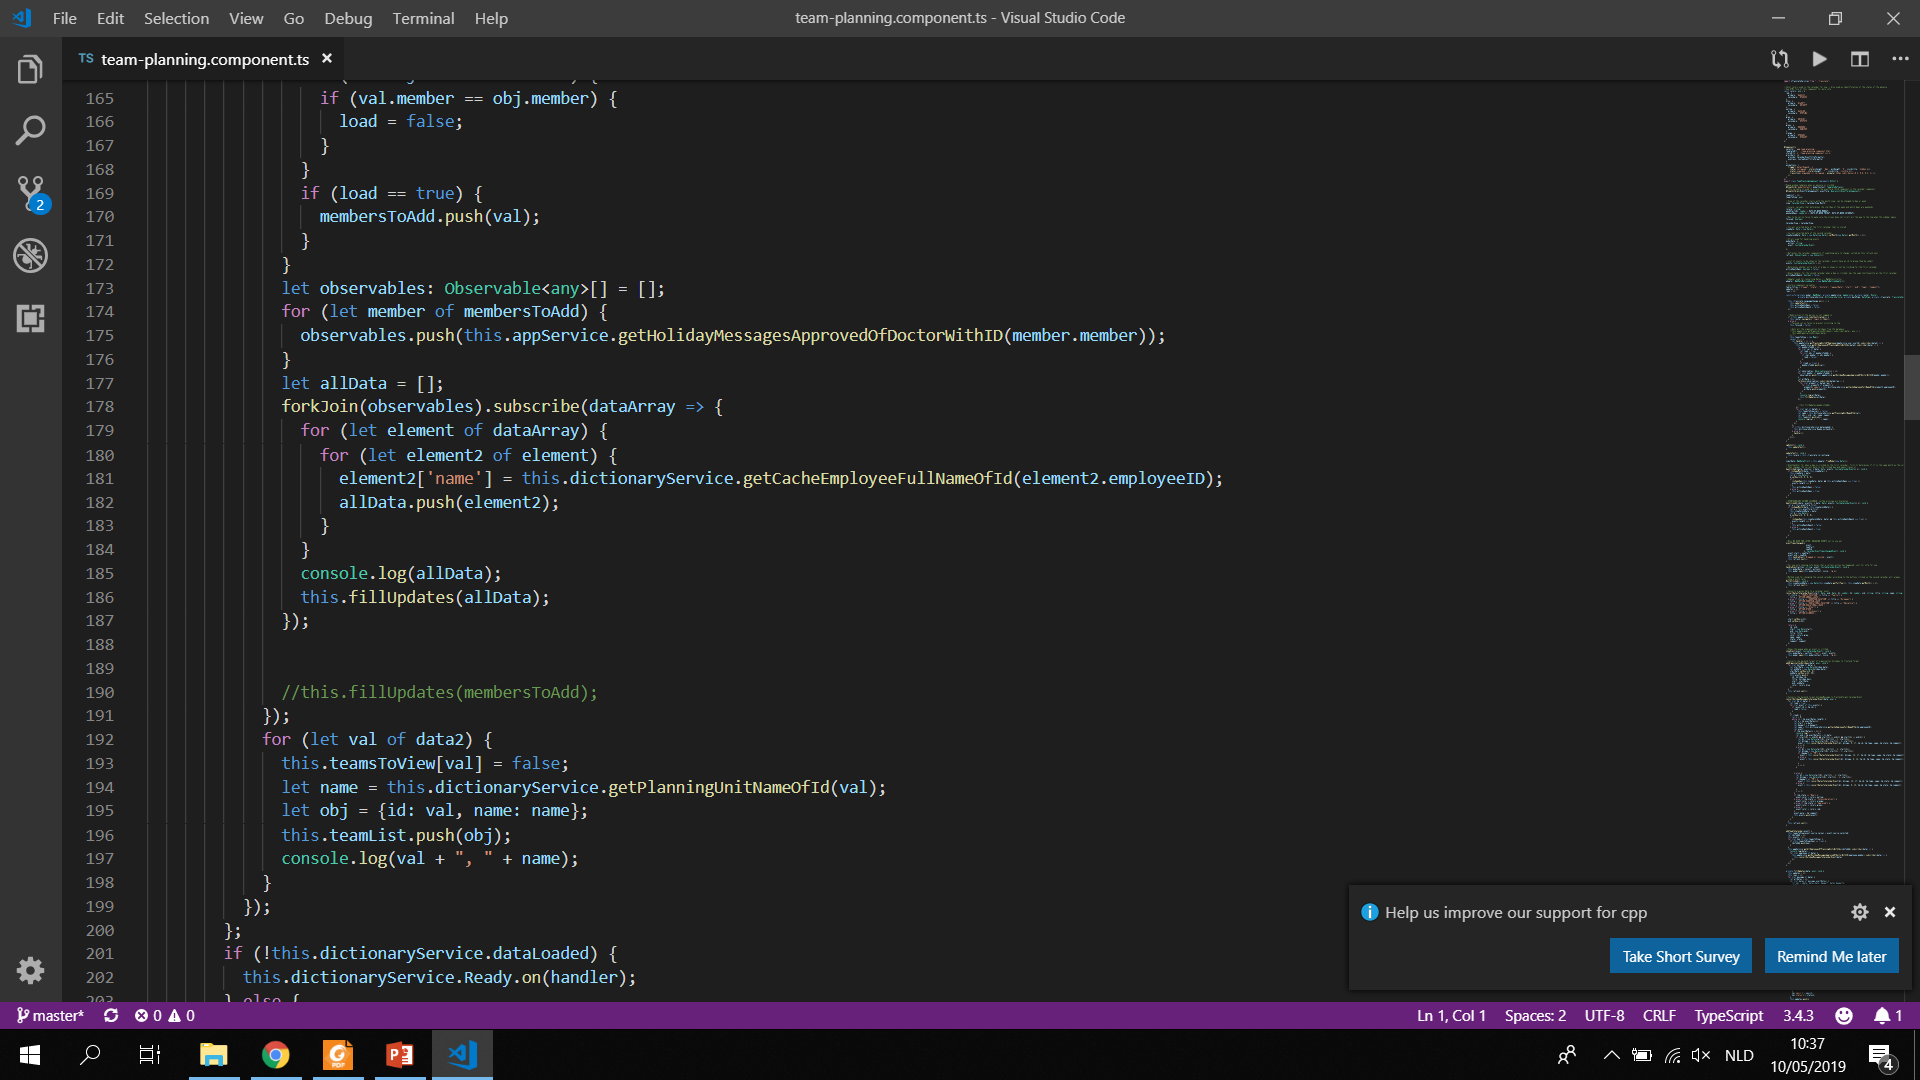 File Edit Selection View Go Debug Terminal Help
team-planning.component.ts - Visual Studio Code
TS team-planning.component.ts
165 if (val.member == obj.member) {
166 load = false;
167 }
168 }
169 if (load == true) {
170 membersToAdd.push(val);
171 }
172 }
173 let observables: Observable<any>[] = [];
174 for (let member of membersToAdd) {
175 observables.push(this.appService.getHolidayMessagesApprovedOfDoctorWithID(member.member));
176 }
177 let allData = [];
178 forkJoin(observables).subscribe(dataArray => {
179 for (let element of dataArray) {
180 for (let element2 of element) {
181 element2['name'] = this.dictionaryService.getCacheEmployeeFullNameOfId(element2.employeeID);
182 allData.push(element2);
183 }
184 }
185 console.log(allData);
186 this.fillUpdates(allData);
187 });
188
189
190 //this.fillUpdates(membersToAdd);
191 });
192 for (let val of data2) {
193 this.teamsToView[val] = false;
194 let name = this.dictionaryService.getPlanningUnitNameOfId(val);
195 let obj = {id: val, name: name};
196 this.teamList.push(obj);
197 console.log(val + ", " + name);
198 }
199 });
200 };
201 if (!this.dictionaryService.dataLoaded) {
202 this.dictionaryService.Ready.on(handler);
203 } else {
2
Help us improve our support for cpp
Take Short Survey Remind Me later
master* 0 0 Ln 1, Col 1 Spaces: 2 UTF-8 CRLF TypeScript 3.4.3 1
NLD
10:37
10/05/2019
4